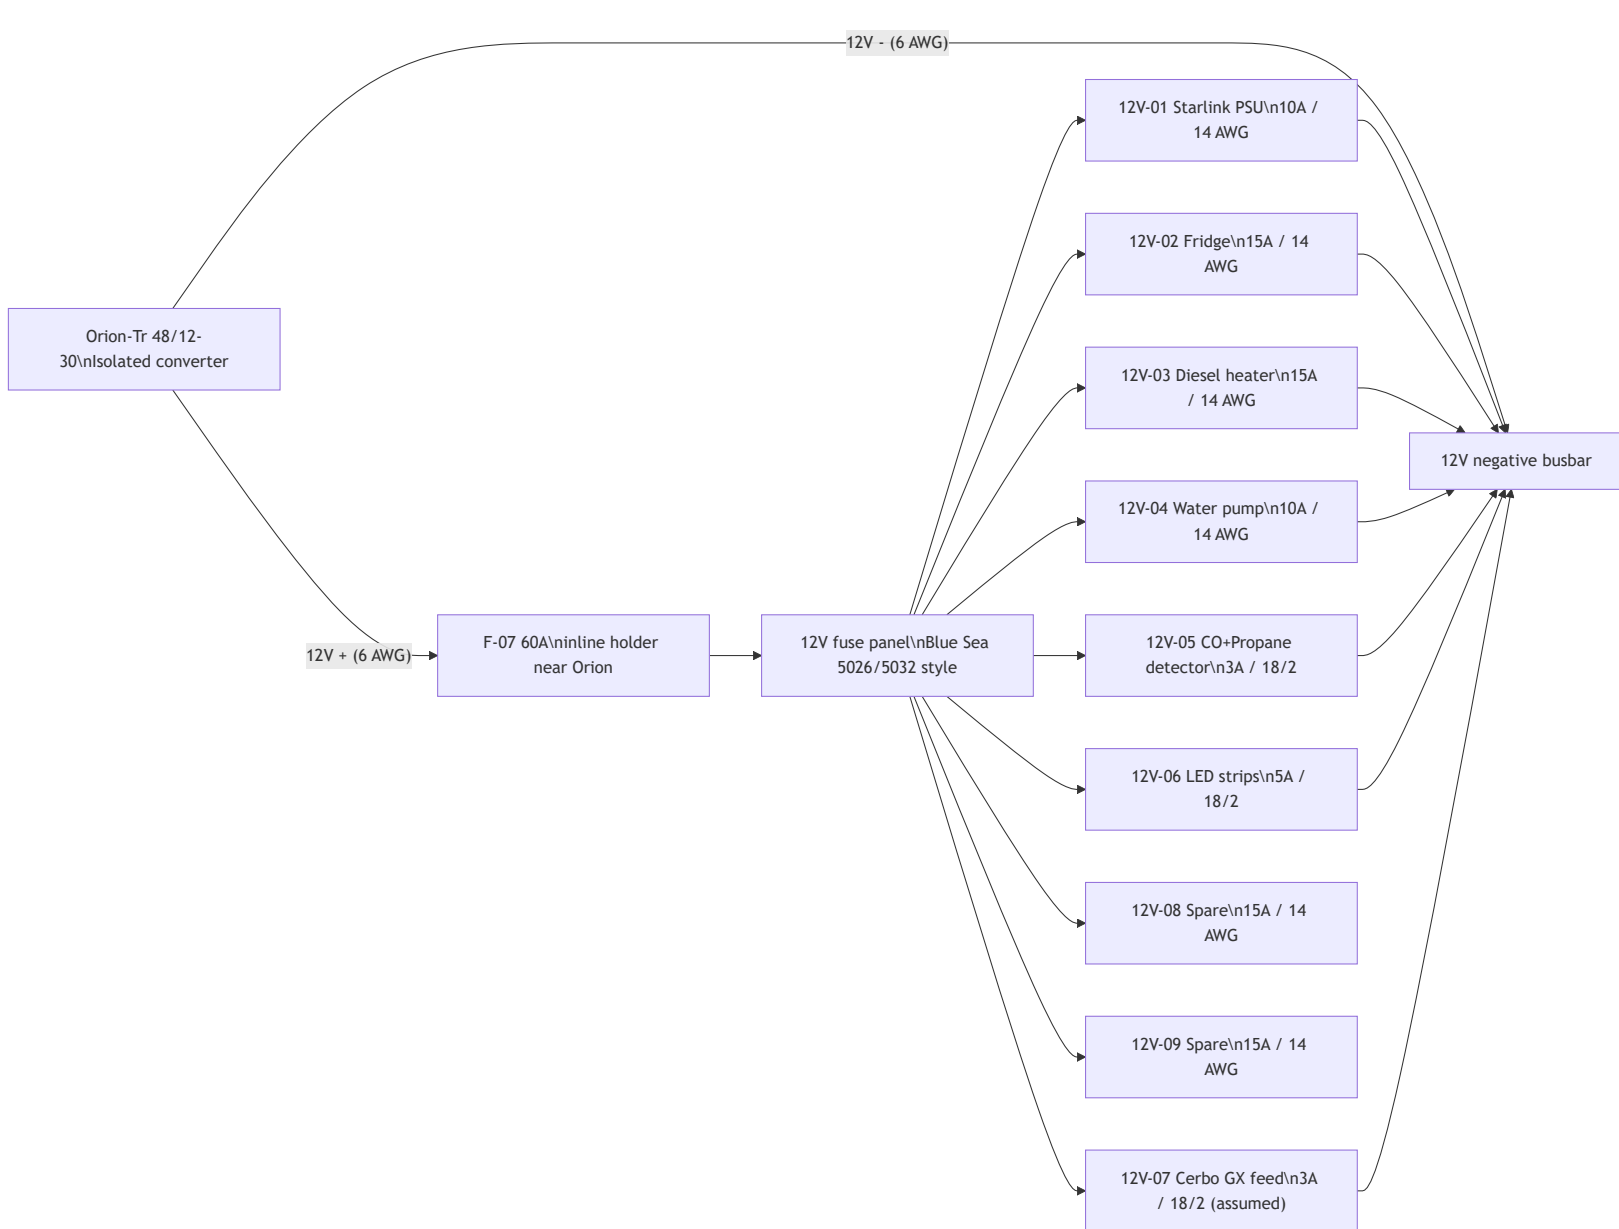 12V - (6 AWG)
12V-01 Starlink PSU\n10A /
14 AWG
12V-02 Fridge\n15A / 14
AWG
Orion-Tr 48/12-
30\nIsolated converter
12V-03 Diesel heater\n15A
/ 14 AWG
12V negative busbar
12V-04 Water pump\n10A /
14 AWG
12V + (6 AWG)
F-07 60A\ninline holder
near Orion
12V fuse panel\nBlue Sea
5026/5032 style
12V-05 CO+Propane
detector\n3A / 18/2
12V-06 LED strips\n5A /
18/2
12V-08 Spare\n15A / 14
AWG
12V-09 Spare\n15A / 14
AWG
12V-07 Cerbo GX feed\n3A
/ 18/2 (assumed)